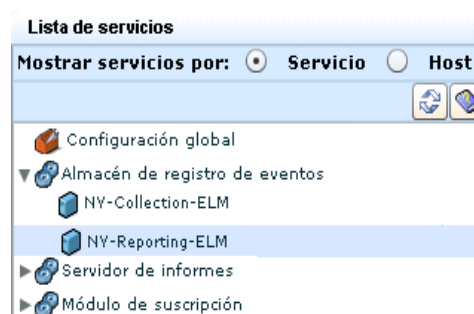 Lista de servicios
Mostrar servicios por: Servicio Host
Configuración global
Almacén de registro de eventos
NY-Collection-ELM
NY-Reporting-ELM
Servidor de informes
Módulo de suscripción